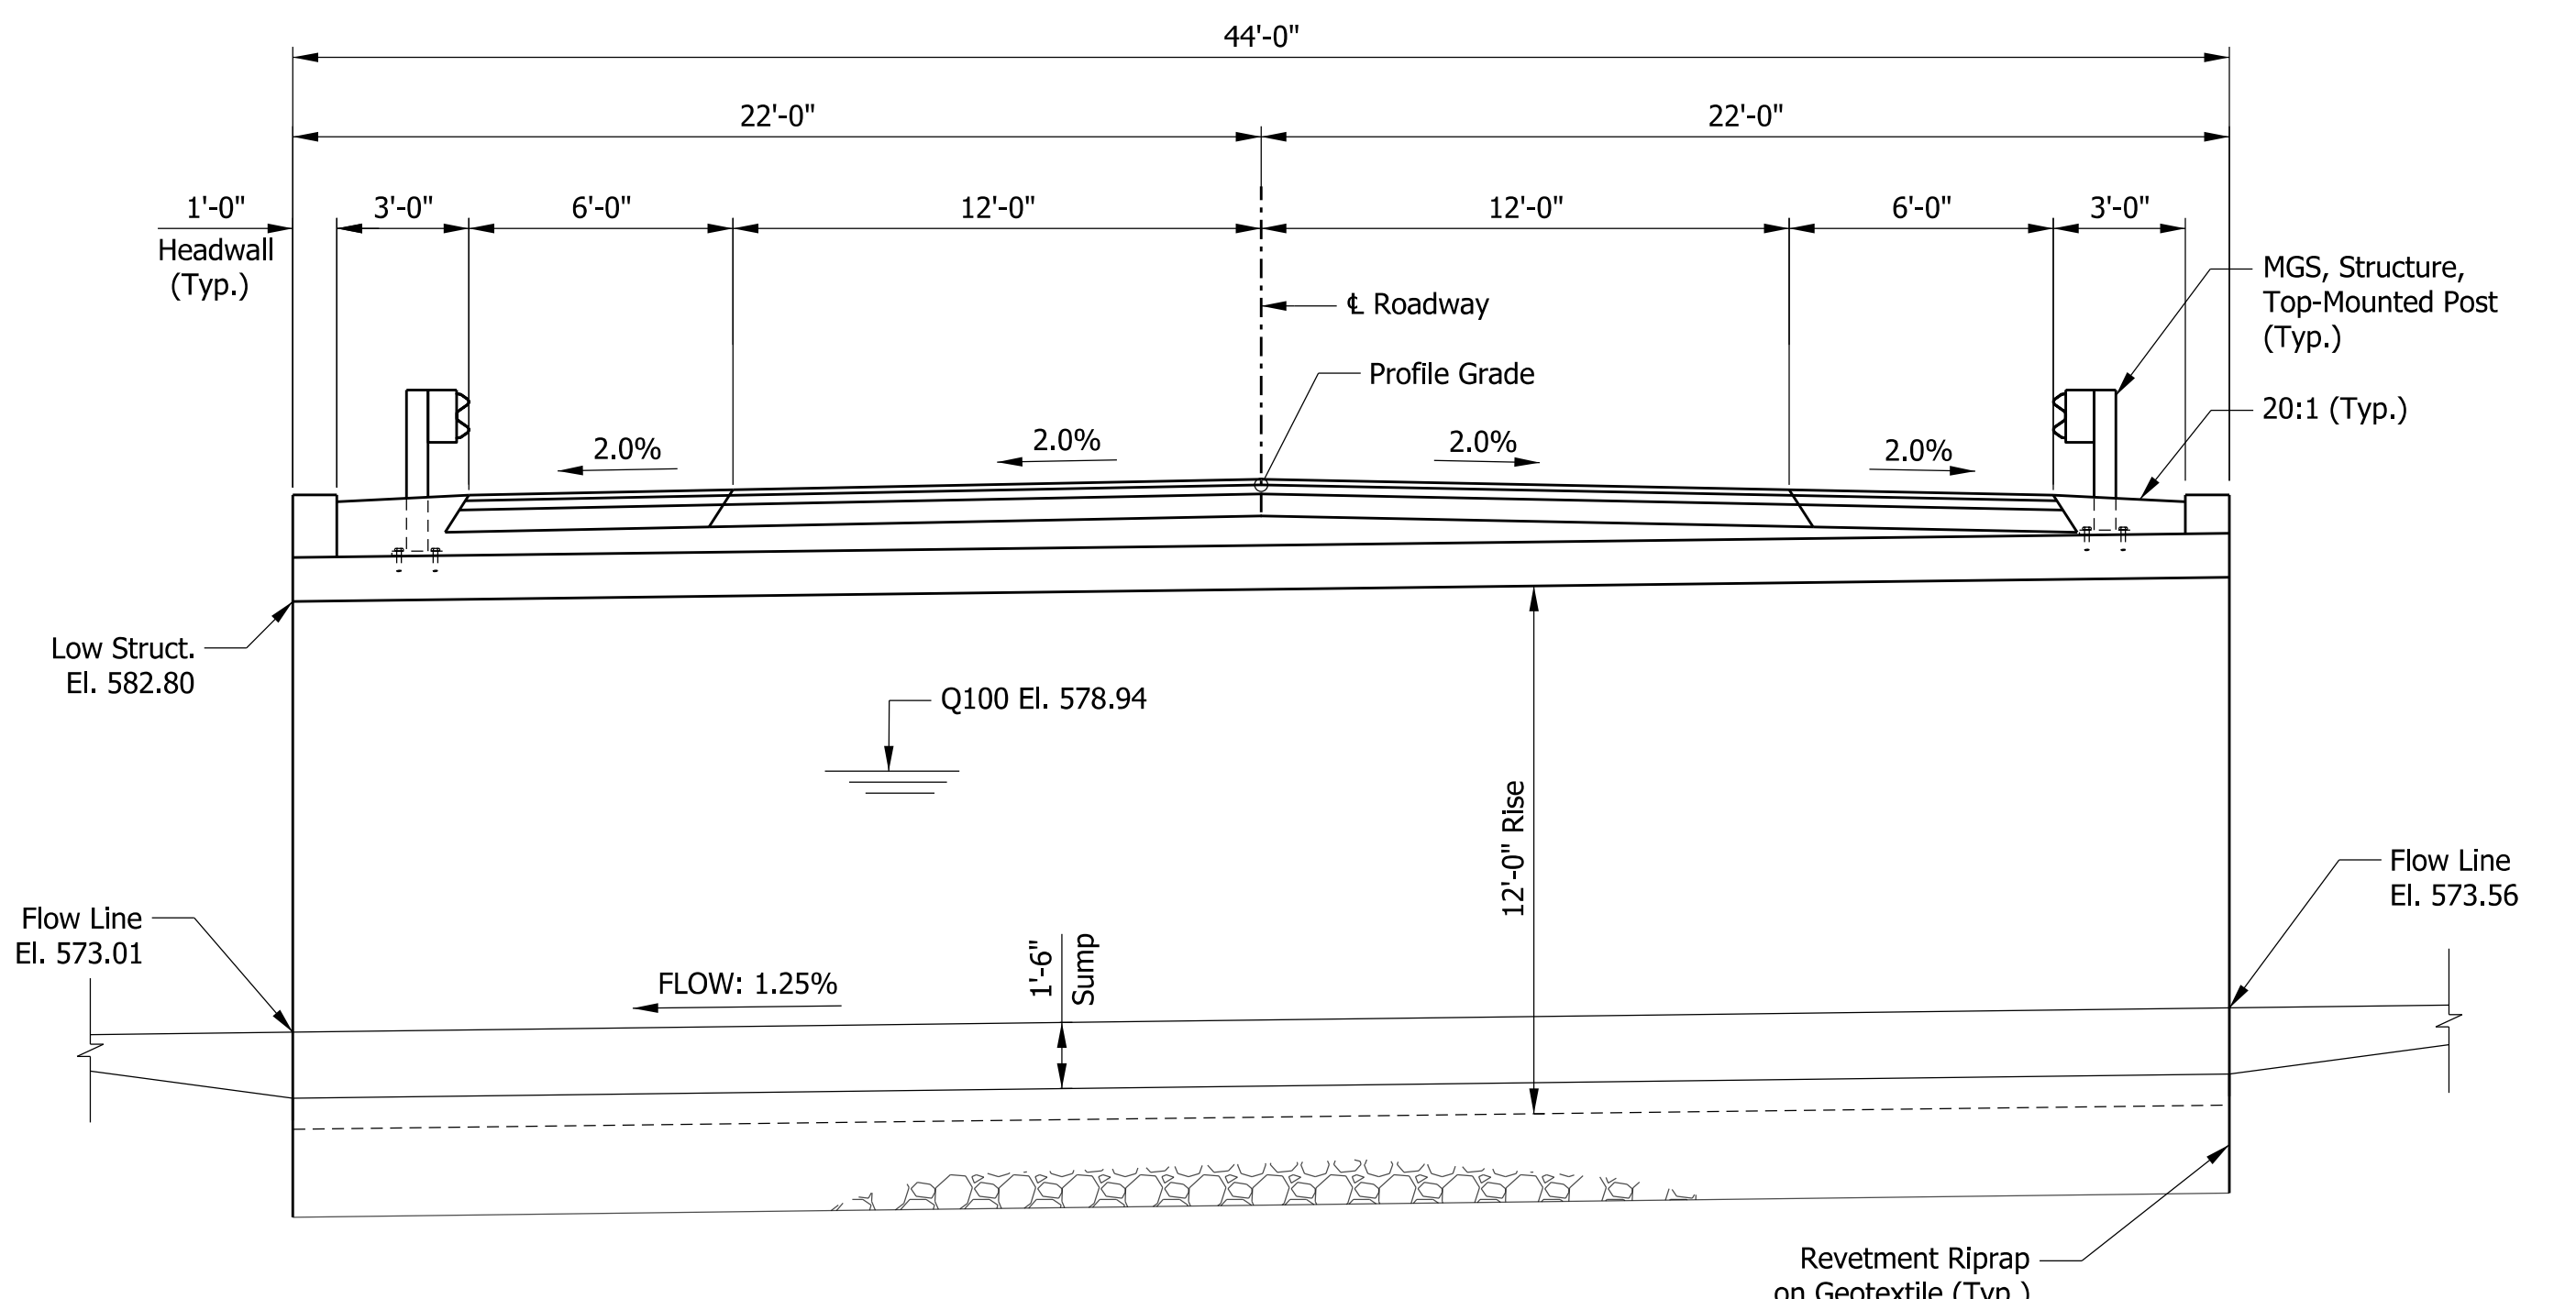 44'-0"
22'-0"
22'-0"
1'-0"
Headwall
(Typ.)
3'-0"
6'-0"
12'-0"
12'-0"
6'-0"
3'-0"
MGS, Structure,
Top-Mounted Post
(Typ.)
℄ Roadway
Profile Grade
20:1 (Typ.)
2.0%
2.0%
2.0%
2.0%
Low Struct.
El. 582.80
Q100 El. 578.94
12'-0" Rise
Flow Line
El. 573.56
Flow Line
El. 573.01
FLOW: 1.25%
1'-6"
Sump
Revetment Riprap
on Geotextile (Typ.)